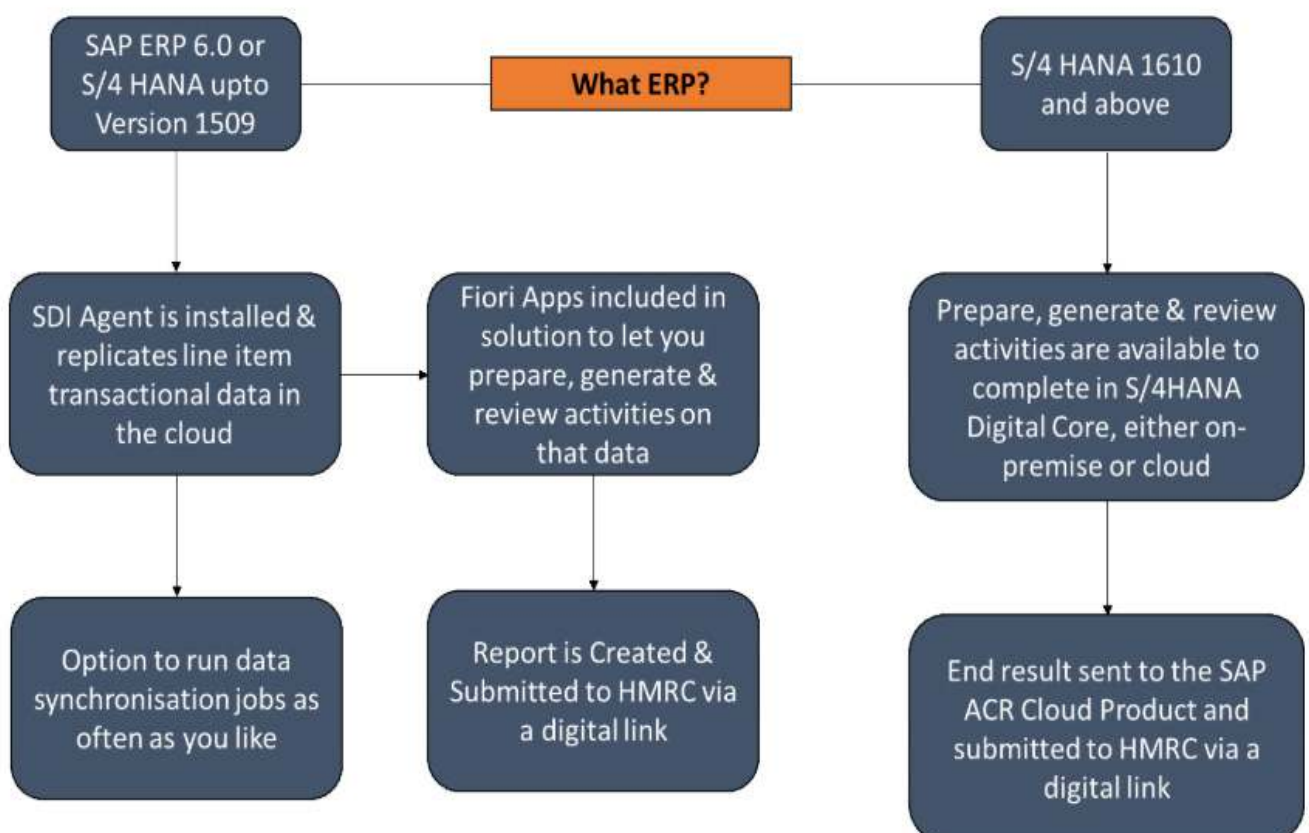 SAP ERP 6.0 or
S/4 HANA upto
Version 1509
What ERP?
S/4 HANA 1610
and above
SDI Agent is installed &
replicates line item
transactional data in
the cloud
Fiori Apps included in
solution to let you
prepare, generate &
review activities on
that data
Prepare, generate & review
activities are available to
complete in S/4HANA
Digital Core, either on-
premise or cloud
Option to run data
synchronisation jobs as
often as you like
Report is Created &
Submitted to HMRC via
a digital link
End result sent to the SAP
ACR Cloud Product and
submitted to HMRC via a
digital link